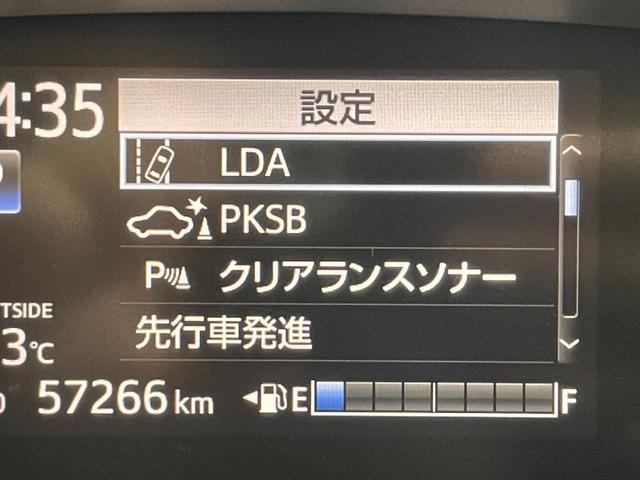 4:35
設定
LDA
PKSB
P クリアランスソナー
先行車発進
TSIDE
3℃
57266 km
E F